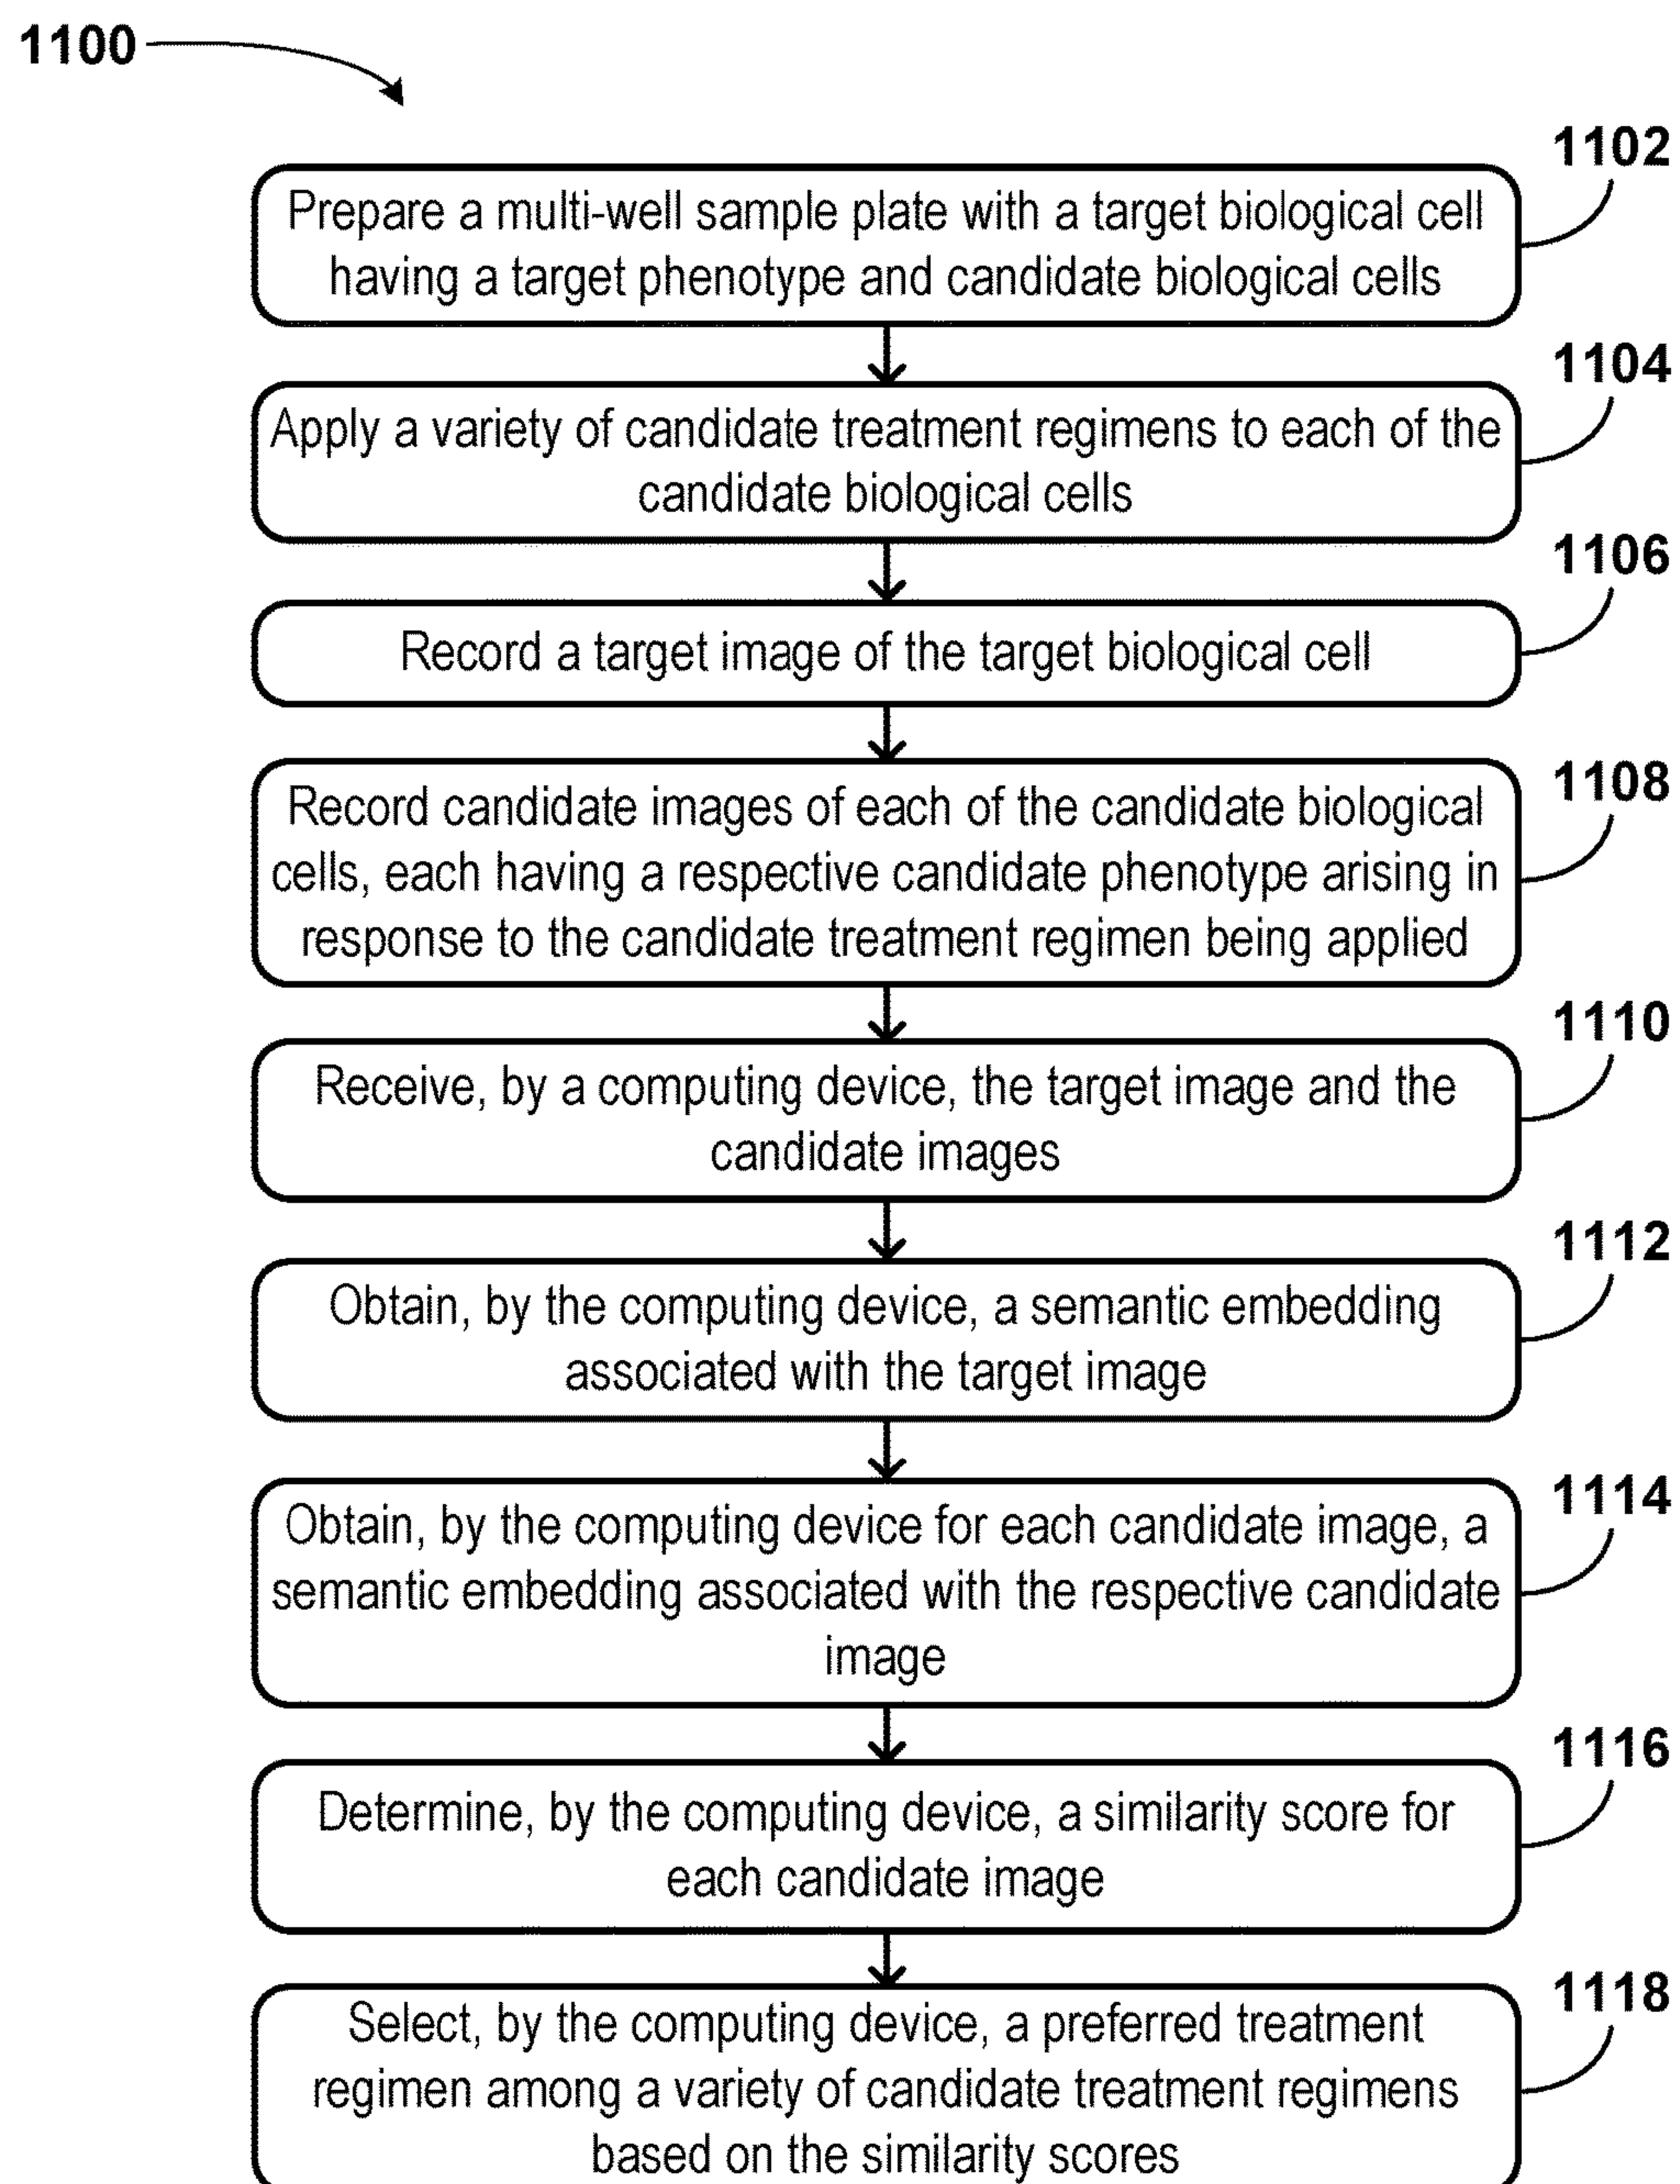 1100
1102
Prepare a multi-well sample plate with a target biological cell
having a target phenotype and candidate biological cells
1104
Apply a variety of candidate treatment regimens to each of the
candidate biological cells
1106
Record a target image of the target biological cell
1108
Record candidate images of each of the candidate biological
cells, each having a respective candidate phenotype arising in
response to the candidate treatment regimen being applied
1110
Receive, by a computing device, the target image and the
candidate images
1112
Obtain, by the computing device, a semantic embedding
associated with the target image
1114
Obtain, by the computing device for each candidate image, a
semantic embedding associated with the respective candidate
image
1116
Determine, by the computing device, a similarity score for
each candidate image
1118
Select, by the computing device, a preferred treatment
regimen among a variety of candidate treatment regimens
based on the similarity scores